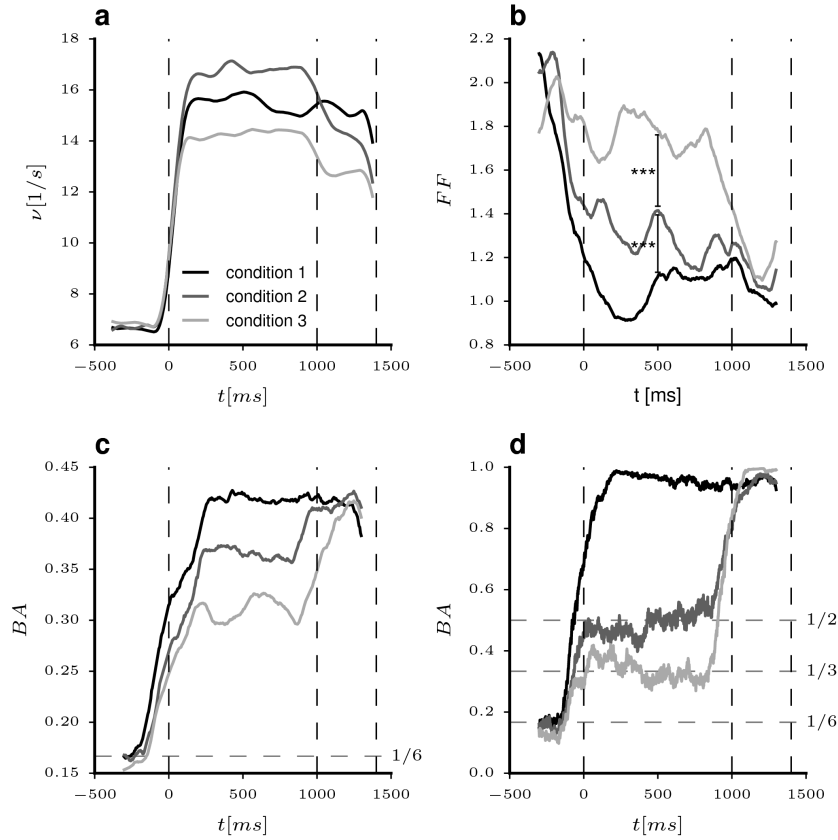 a
18
16
14
12
10
8
6
ν[1/s]
condition 1
condition 2
condition 3
−500 0 500 1000 1500
t[ms]
b
2.2
2.0
1.8
1.6
1.4
1.2
1.0
0.8
FF
***
***
−500 0 500 1000 1500
t [ms]
c
0.45
0.40
0.35
0.30
0.25
0.20
0.15
BA
1/6
−500 0 500 1000 1500
t[ms]
d
1.0
0.8
0.6
0.4
0.2
0.0
BA
1/2
1/3
1/6
−500 0 500 1000 1500
t[ms]